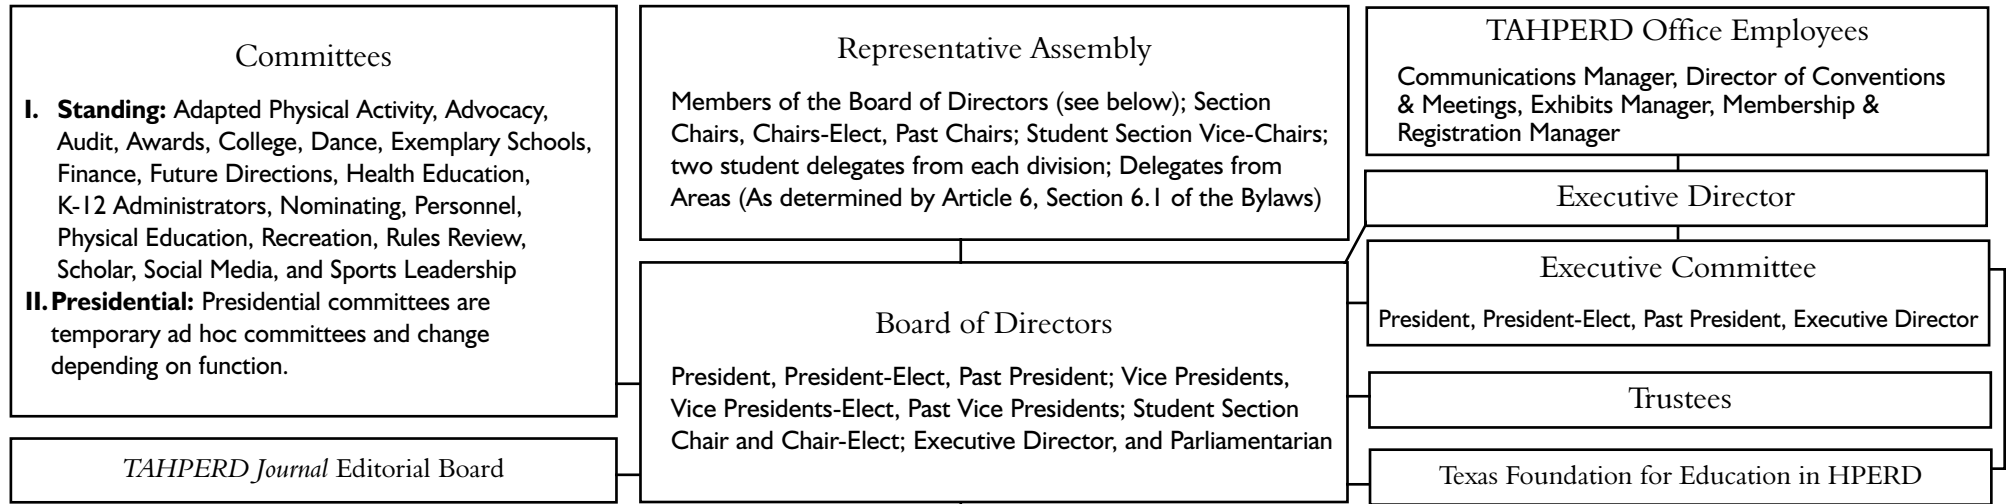 Committees
I. Standing: Adapted Physical Activity, Advocacy,
Audit, Awards, College, Dance, Exemplary Schools,
Finance, Future Directions, Health Education,
K-12 Administrators, Nominating, Personnel,
Physical Education, Recreation, Rules Review,
Scholar, Social Media, and Sports Leadership
II. Presidential: Presidential committees are
temporary ad hoc committees and change
depending on function.
TAHPERD Journal Editorial Board
Representative Assembly
Members of the Board of Directors (see below); Section
Chairs, Chairs-Elect, Past Chairs; Student Section Vice-Chairs;
two student delegates from each division; Delegates from
Areas (As determined by Article 6, Section 6.1 of the Bylaws)
Board of Directors
President, President-Elect, Past President; Vice Presidents,
Vice Presidents-Elect, Past Vice Presidents; Student Section
Chair and Chair-Elect; Executive Director, and Parliamentarian
TAHPERD Office Employees
Communications Manager, Director of Conventions
& Meetings, Exhibits Manager, Membership &
Registration Manager
Executive Director
Executive Committee
President, President-Elect, Past President, Executive Director
Trustees
Texas Foundation for Education in HPERD